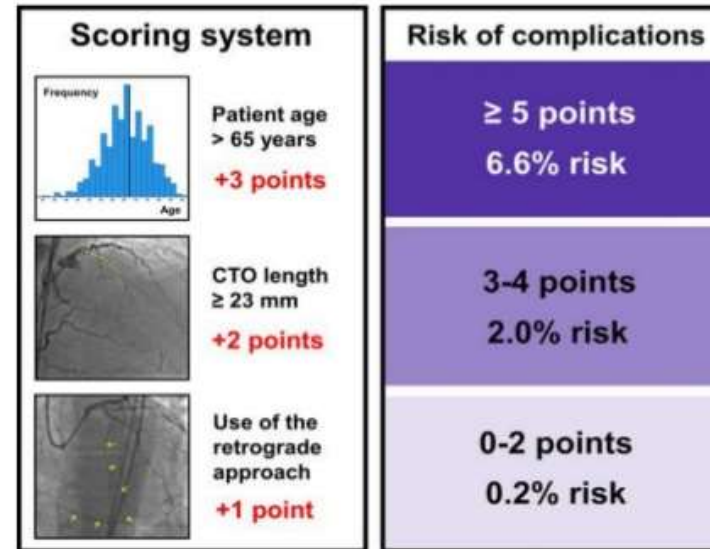 Scoring system
Frequency
Age
Patient age
> 65 years
+3 points
CTO length
≥ 23 mm
+2 points
Use of the
retrograde
approach
+1 point
Risk of complications
≥ 5 points
6.6% risk
3-4 points
2.0% risk
0-2 points
0.2% risk